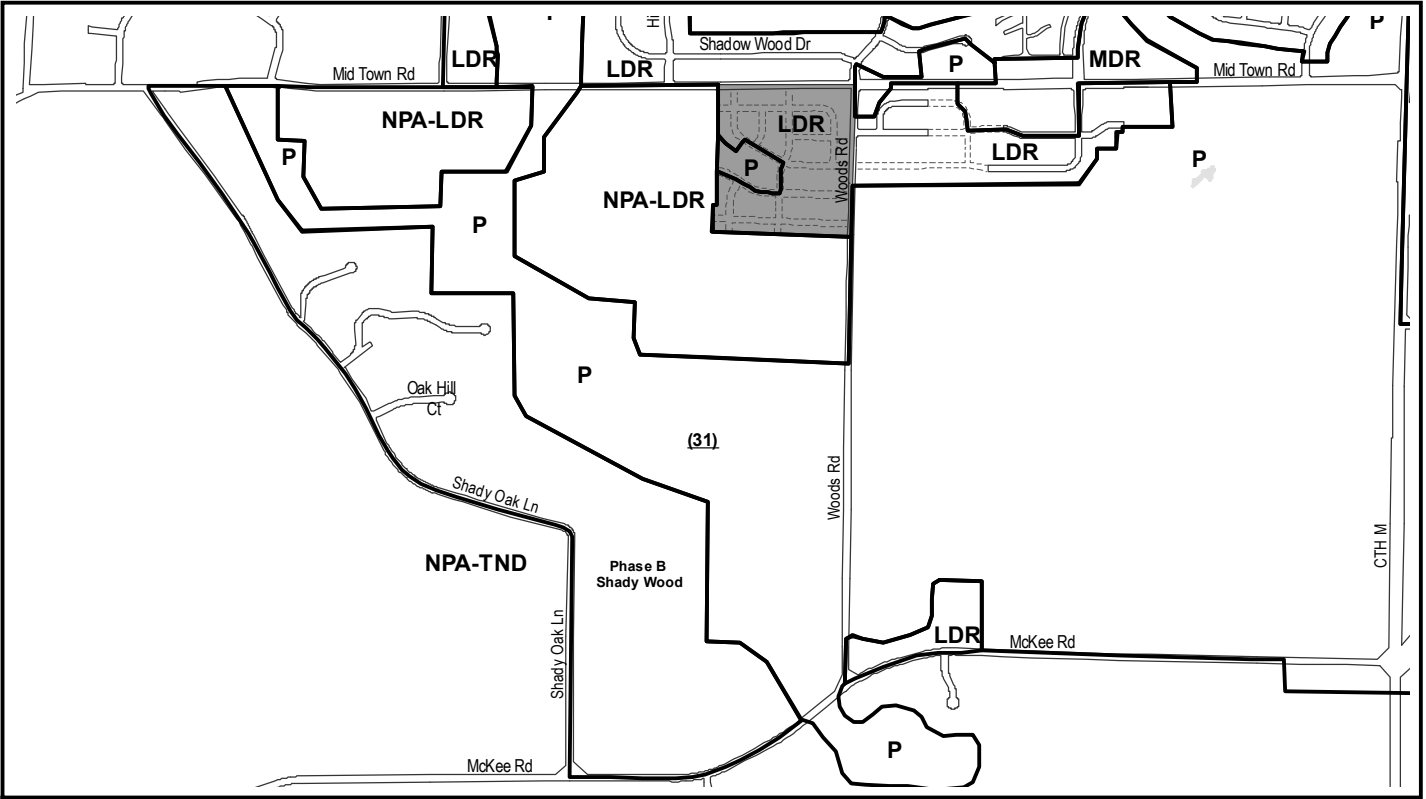 P
Shadow Wood Dr
P
LDR
LDR
P
MDR
Mid Town Rd
Mid Town Rd
NPA-LDR
LDR
P
LDR
P
P
Woods Rd
NPA-LDR
P
P
Oak Hill
Ct
(31)
Shady Oak Ln
Woods Rd
CTH M
NPA-TND
Phase B
Shady Wood
Shady Oak Ln
LDR
McKee Rd
P
McKee Rd